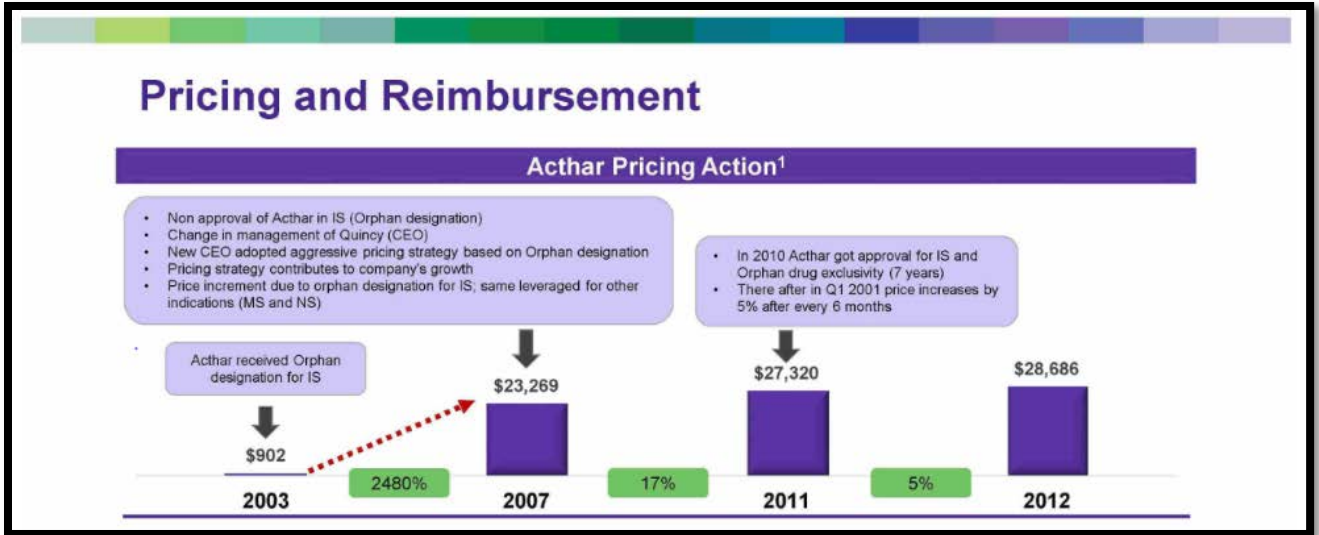 Pricing and Reimbursement
Acthar Pricing Action¹
• Non approval of Acthar in IS (Orphan designation)
• Change in management of Quincy (CEO)
• New CEO adopted aggressive pricing strategy based on Orphan designation
• Pricing strategy contributes to company's growth
• Price increment due to orphan designation for IS; same leveraged for other
indications (MS and NS)
• In 2010 Acthar got approval for IS and
Orphan drug exclusivity (7 years)
• There after in Q1 2001 price increases by
5% after every 6 months
Acthar received Orphan
designation for IS
$902
$23,269
$27,320
$28,686
2480%
17%
5%
2003
2007
2011
2012